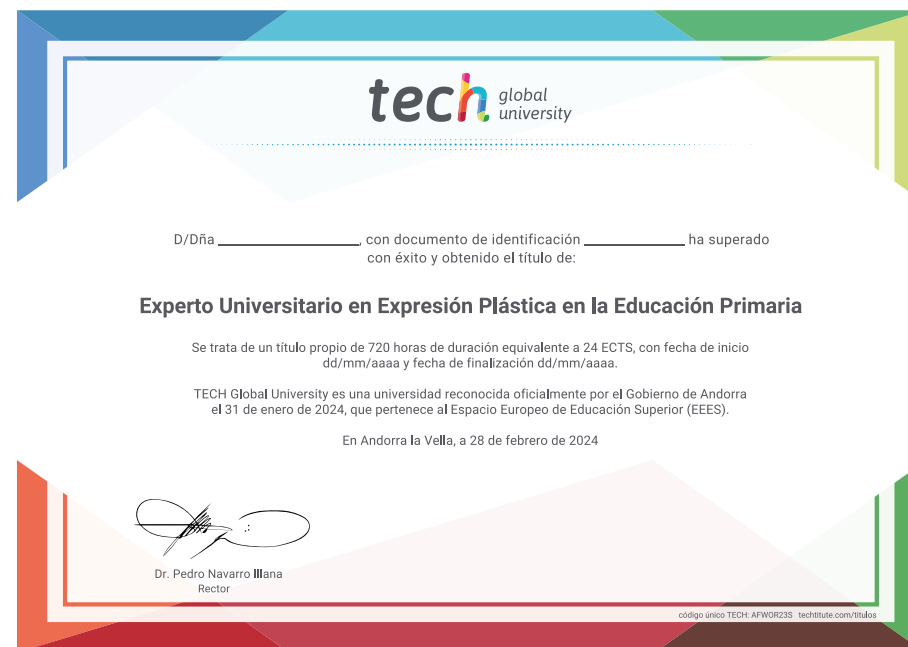 tech global university
D/Dña ____________________, con documento de identificación ______________ ha superado
con éxito y obtenido el título de:
Experto Universitario en Expresión Plástica en la Educación Primaria
Se trata de un título propio de 720 horas de duración equivalente a 24 ECTS, con fecha de inicio
dd/mm/aaaa y fecha de finalización dd/mm/aaaa.
TECH Global University es una universidad reconocida oficialmente por el Gobierno de Andorra
el 31 de enero de 2024, que pertenece al Espacio Europeo de Educación Superior (EEES).
En Andorra la Vella, a 28 de febrero de 2024
Dr. Pedro Navarro Illana
Rector
código único TECH: AFWOR23S techtitute.com/titulos